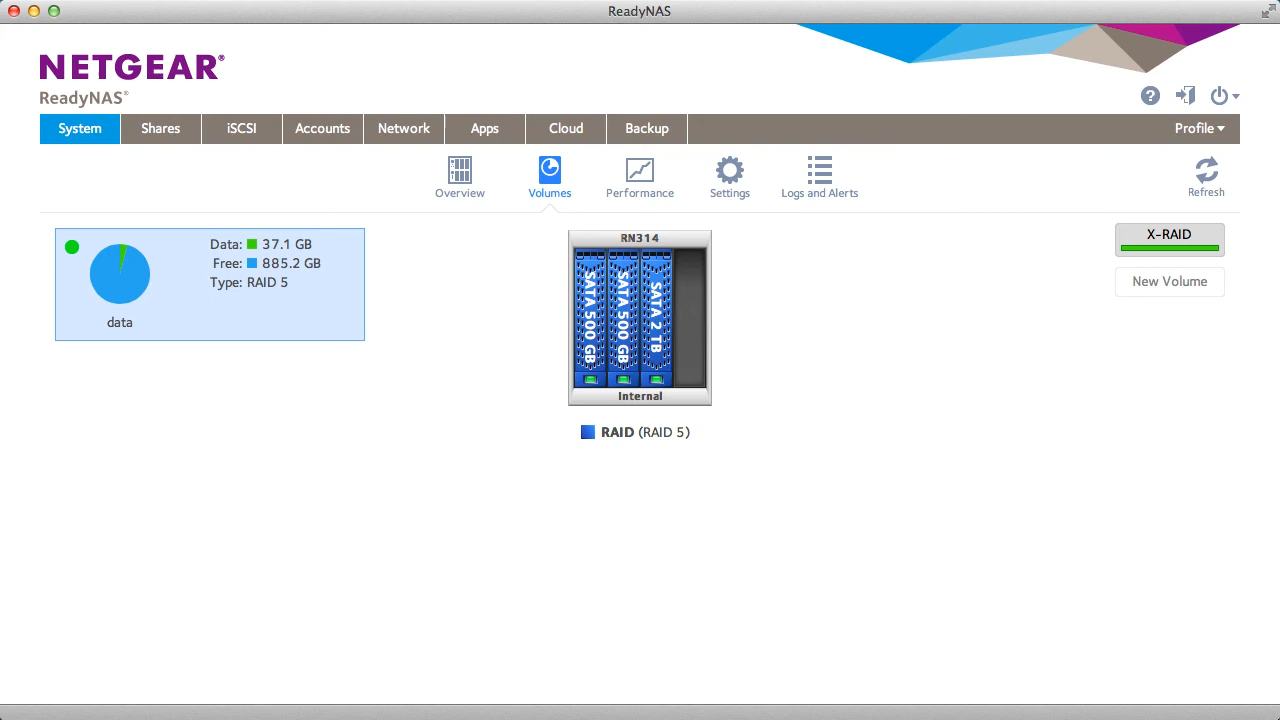 ReadyNAS
NETGEAR®
ReadyNAS®
System Shares iSCSI Accounts Network Apps Cloud Backup Profile
Overview Volumes Performance Settings Logs and Alerts Refresh
Data: 37.1 GB
Free: 885.2 GB
Type: RAID 5
data
RN314
SATA 500 GB
SATA 500 GB
SATA 2 TB
Internal
RAID (RAID 5)
X-RAID
New Volume